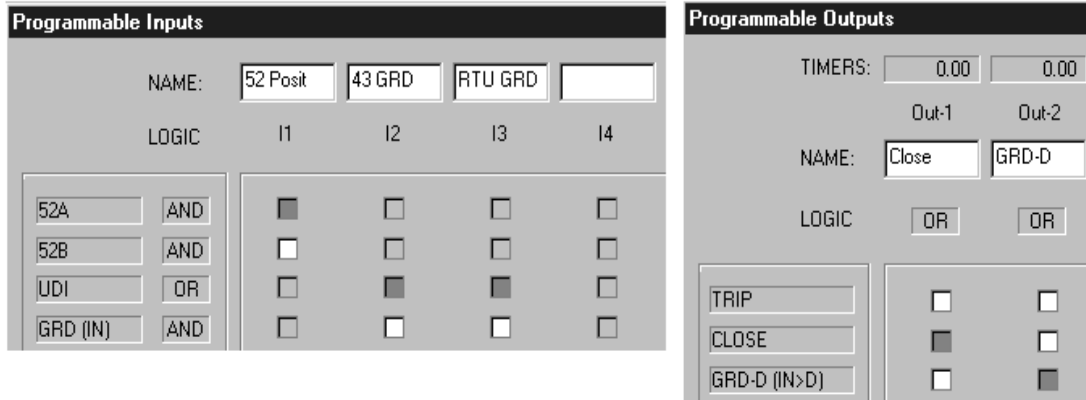 Programmable Inputs
NAME: 52 Posit 43 GRD RTU GRD
LOGIC I1 I2 I3 I4
52A AND
52B AND
UDI OR
GRD (IN) AND
Programmable Outputs
TIMERS: 0.00 0.00
Out-1 Out-2
NAME: Close GRD-D
LOGIC OR OR
TRIP
CLOSE
GRD-D (IN>D)